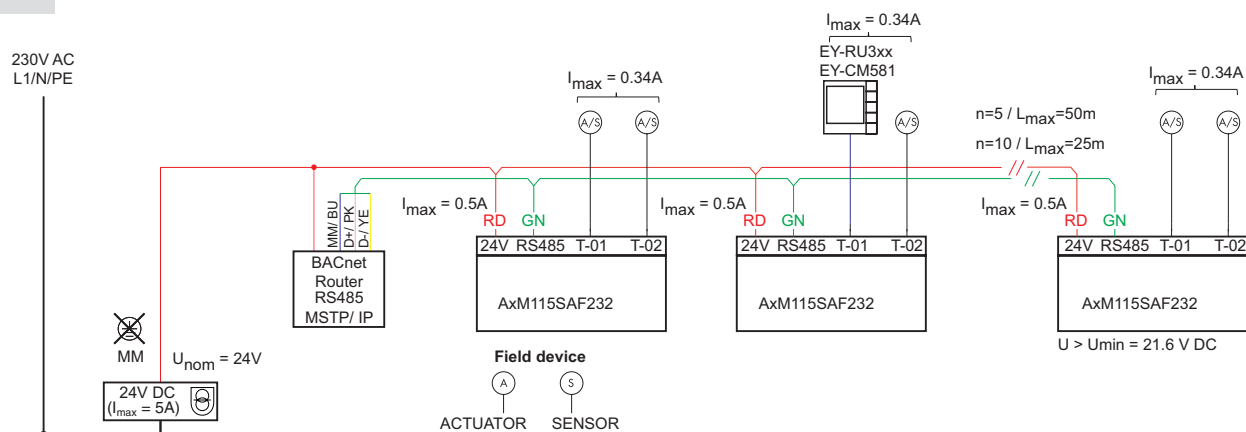 230V AC
L1/N/PE
Imax = 0.34A
Imax = 0.34A
EY-RU3xx
EY-CM581
Imax = 0.34A
A/S A/S A/S A/S A/S
n=5 / Lmax=50m
n=10 / Lmax=25m
MM/ BU
D+/ PK
D-/ YE
Imax = 0.5A RD GN
Imax = 0.5A RD GN
Imax = 0.5A RD GN
24V RS485 T-01 T-02
24V RS485 T-01 T-02
24V RS485 T-01 T-02
BACnet
Router
RS485
MSTP/ IP
AxM115SAF232
AxM115SAF232
AxM115SAF232
U > Umin = 21.6 V DC
MM
Unom = 24V
24V DC
(Imax = 5A)
Field device
A S
ACTUATOR SENSOR